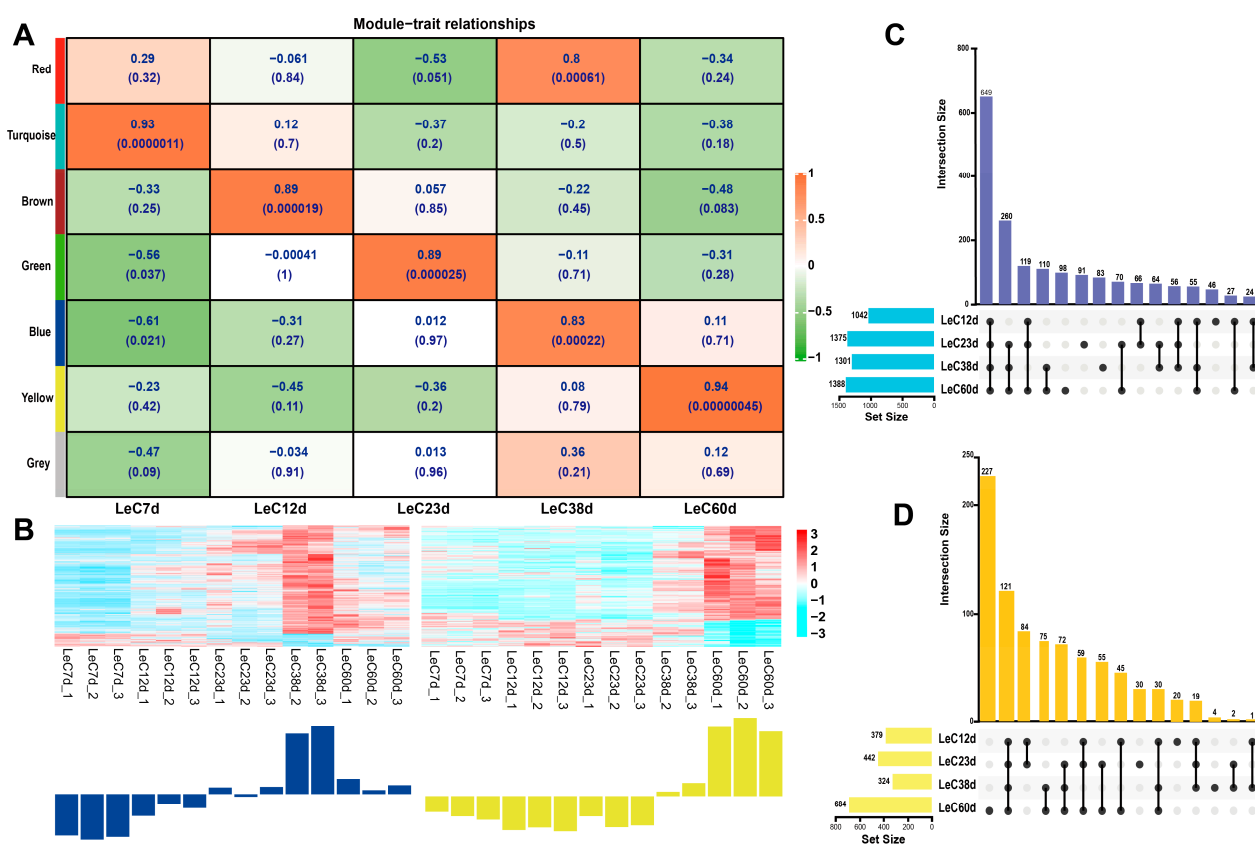 A
Module−trait relationships
Red
0.29
(0.32)
−0.061
(0.84)
−0.53
(0.051)
0.8
(0.00061)
−0.34
(0.24)
Turquoise
0.93
(0.0000011)
0.12
(0.7)
−0.37
(0.2)
−0.2
(0.5)
−0.38
(0.18)
Brown
−0.33
(0.25)
0.89
(0.000019)
0.057
(0.85)
−0.22
(0.45)
−0.48
(0.083)
Green
−0.56
(0.037)
−0.00041
(1)
0.89
(0.000025)
−0.11
(0.71)
−0.31
(0.28)
Blue
−0.61
(0.021)
−0.31
(0.27)
0.012
(0.97)
0.83
(0.00022)
0.11
(0.71)
Yellow
−0.23
(0.42)
−0.45
(0.11)
−0.36
(0.2)
0.08
(0.79)
0.94
(0.00000045)
Grey
−0.47
(0.09)
−0.034
(0.91)
0.013
(0.96)
0.36
(0.21)
0.12
(0.69)
LeC7d LeC12d LeC23d LeC38d LeC60d
1
0.5
0
−0.5
−1
B
3
2
1
0
−1
−2
−3
LeC7d_1
LeC7d_2
LeC7d_3
LeC12d_1
LeC12d_2
LeC12d_3
LeC23d_1
LeC23d_2
LeC23d_3
LeC38d_2
LeC38d_3
LeC60d_1
LeC60d_2
LeC60d_3
LeC7d_1
LeC7d_2
LeC7d_3
LeC12d_1
LeC12d_2
LeC12d_3
LeC23d_1
LeC23d_2
LeC23d_3
LeC38d_2
LeC38d_3
LeC60d_1
LeC60d_2
LeC60d_3
C
Intersection Size
800
600
400
200
0
649
260
119
110
98
91
83
70
66
64
56
55
46
27
24
1042
LeC12d
1375
LeC23d
1301
LeC38d
1388
LeC60d
1500 1000 500 0
Set Size
D
Intersection Size
250
200
100
0
227
121
84
75
72
59
55
45
30
30
20
19
4
2
1
379
LeC12d
442
LeC23d
324
LeC38d
684
LeC60d
800 600 400 200 0
Set Size